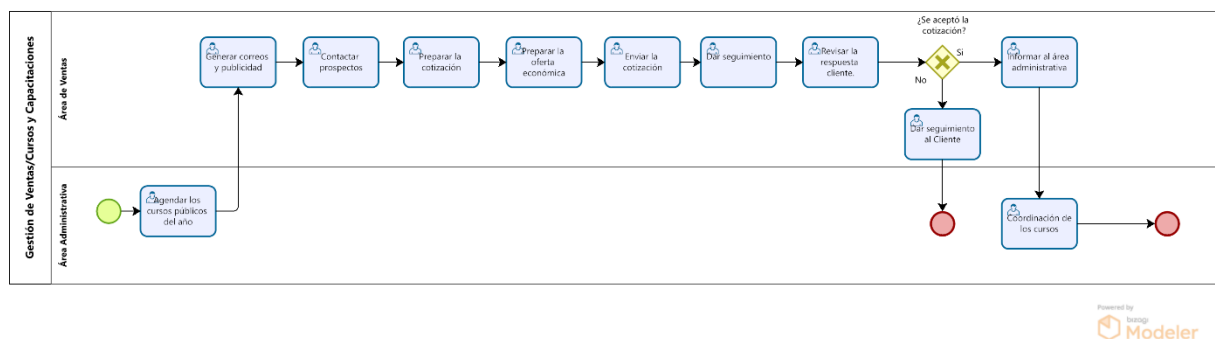 Gestión de Ventas/Cursos y Capacitaciones
Área de Ventas
Generar correos
y publicidad
Contactar
prospectos
Preparar la
cotización
Preparar la
oferta
económica
Enviar la
cotización
Dar seguimiento
Revisar la
respuesta
cliente.
¿Se aceptó la
cotización?
Si
No
Informar al área
administrativa
Dar seguimiento
al Cliente
Área Administrativa
Agendar los
cursos públicos
del año
Coordinación de
los cursos
Powered by
bizagi
Modeler